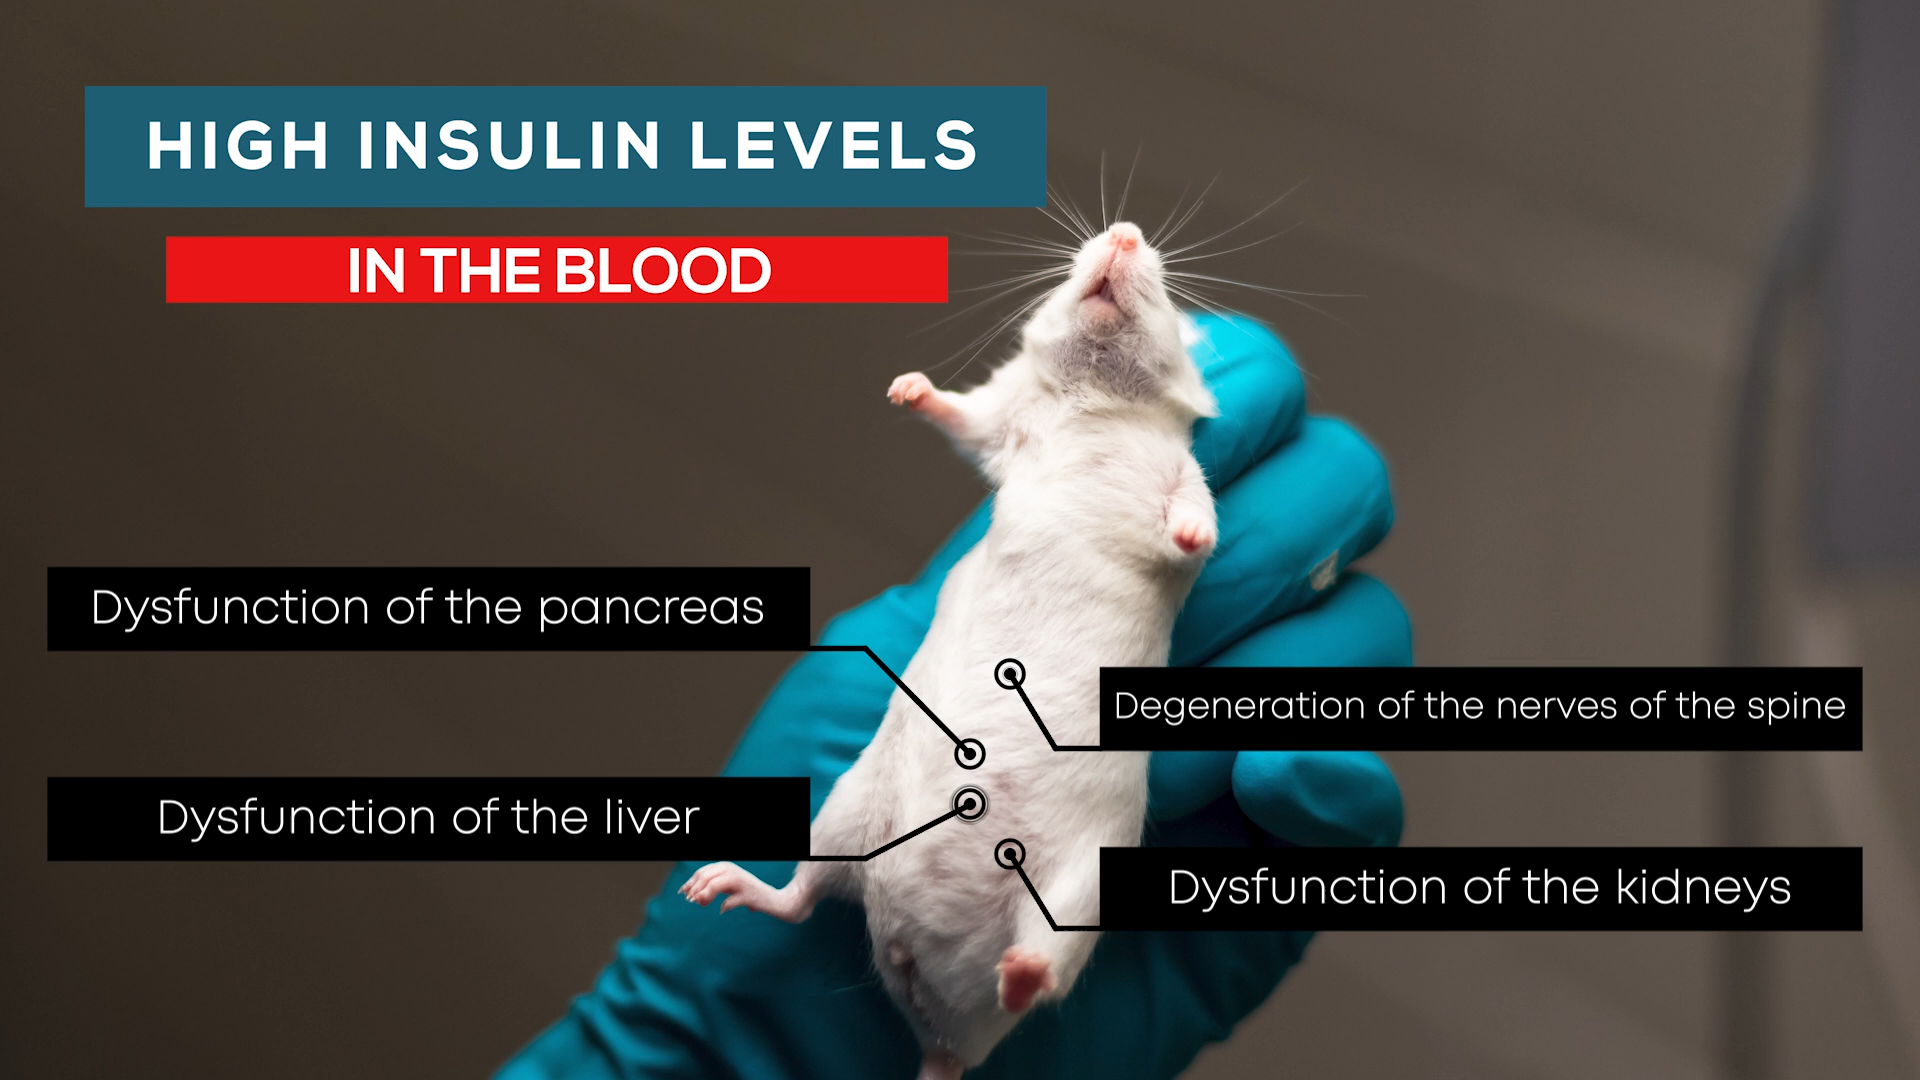 HIGH INSULIN LEVELS
IN THE BLOOD
Dysfunction of the pancreas
Degeneration of the nerves of the spine
Dysfunction of the liver
Dysfunction of the kidneys